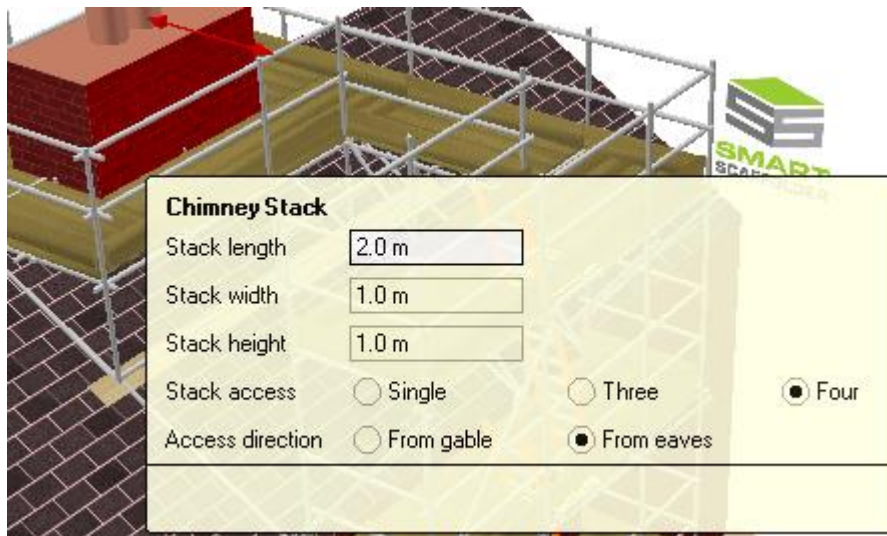 SMART
SCAFFOLDER
Chimney Stack
Stack length 2.0 m
Stack width 1.0 m
Stack height 1.0 m
Stack access Single Three Four
Access direction From gable From eaves